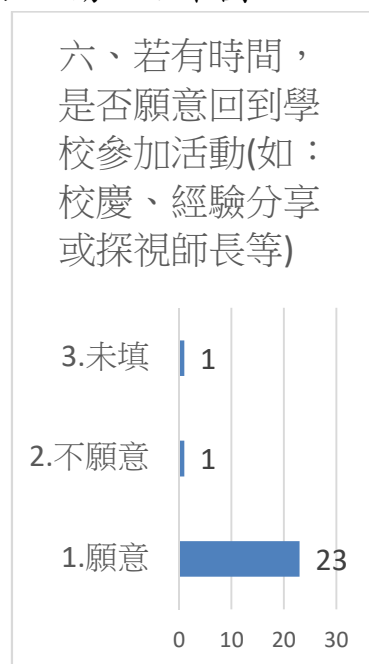 六、若有時間，
是否願意回到學
校參加活動(如：
校慶、經驗分享
或探視師長等)
3.未填 1
2.不願意 1
1.願意 23
0 10 20 30